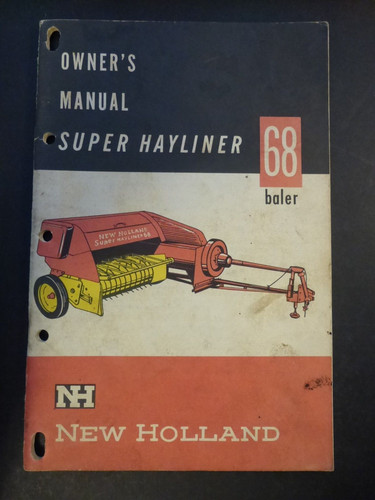 OWNER'S
MANUAL
SUPER HAYLINER 68
baler
NEW HOLLAND
SUPER HAYLINER 68
NH
NEW HOLLAND